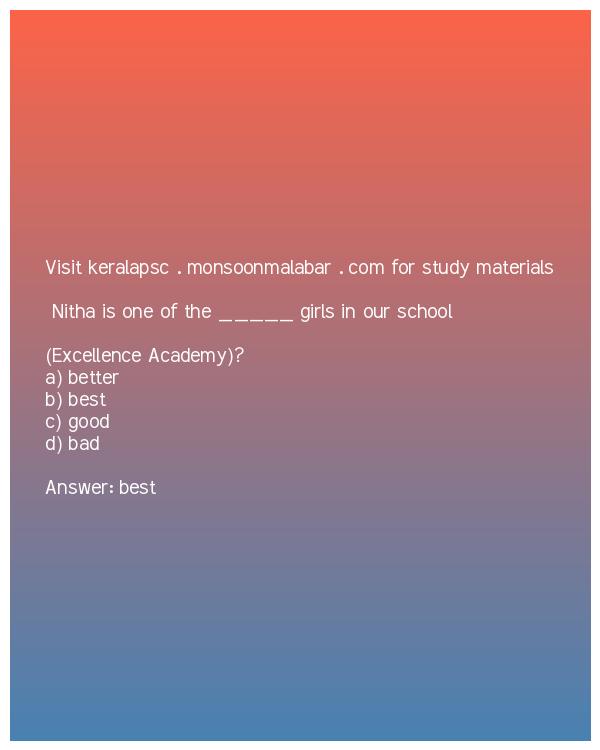 Visit keralapsc . monsoonmalabar . com for study materials
Nitha is one of the _____ girls in our school
(Excellence Academy)?
a) better
b) best
c) good
d) bad
Answer: best